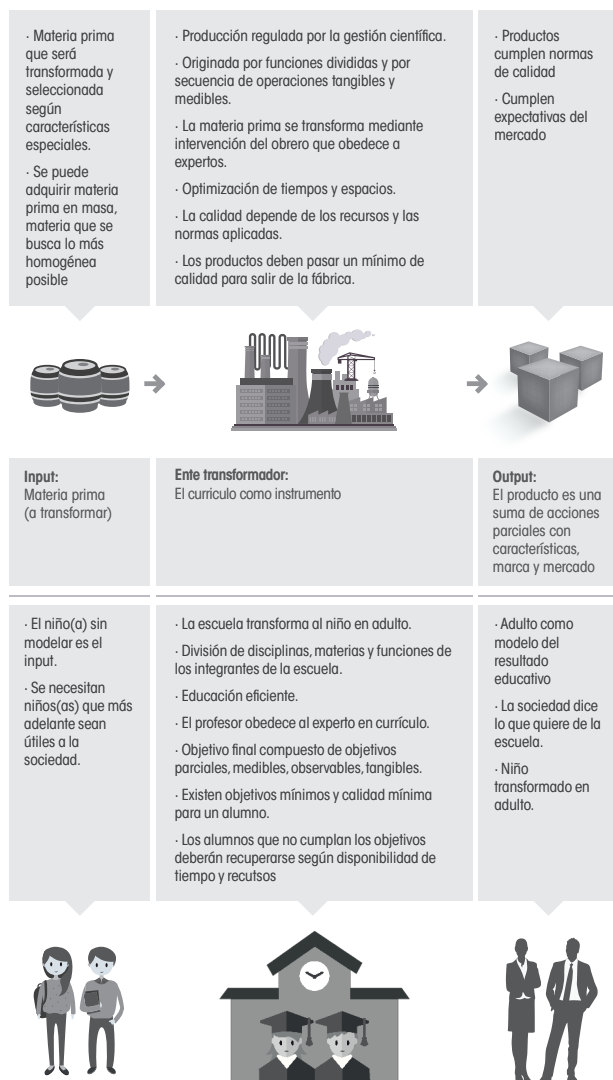 · Materia prima
que será
transformada y
seleccionada
según
características
especiales.
· Se puede
adquirir materia
prima en masa,
materia que se
busca lo más
homogénea
posible
· Producción regulada por la gestión científica.
· Originada por funciones divididas y por
secuencia de operaciones tangibles y
medibles.
· La materia prima se transforma mediante
intervención del obrero que obedece a
expertos.
· Optimización de tiempos y espacios.
· La calidad depende de los recursos y las
normas aplicadas.
· Los productos deben pasar un mínimo de
calidad para salir de la fábrica.
· Productos
cumplen normas
de calidad
· Cumplen
expectativas del
mercado
Input:
Materia prima
(a transformar)
Ente transformador:
El curriculo como instrumento
Output:
El producto es una
suma de acciones
parciales con
características,
marca y mercado
· El niño(a) sin
modelar es el
input.
· Se necesitan
niños(as) que más
adelante sean
útiles a la
sociedad.
· La escuela transforma al niño en adulto.
· División de disciplinas, materias y funciones de
los integrantes de la escuela.
· Educación eficiente.
· El profesor obedece al experto en currículo.
· Objetivo final compuesto de objetivos
parciales, medibles, observables, tangibles.
· Existen objetivos mínimos y calidad mínima
para un alumno.
· Los alumnos que no cumplan los objetivos
deberán recuperarse según disponibilidad de
tiempo y recutsos
· Adulto como
modelo del
resultado
educativo
· La sociedad dice
lo que quiere de la
escuela.
· Niño
transformado en
adulto.